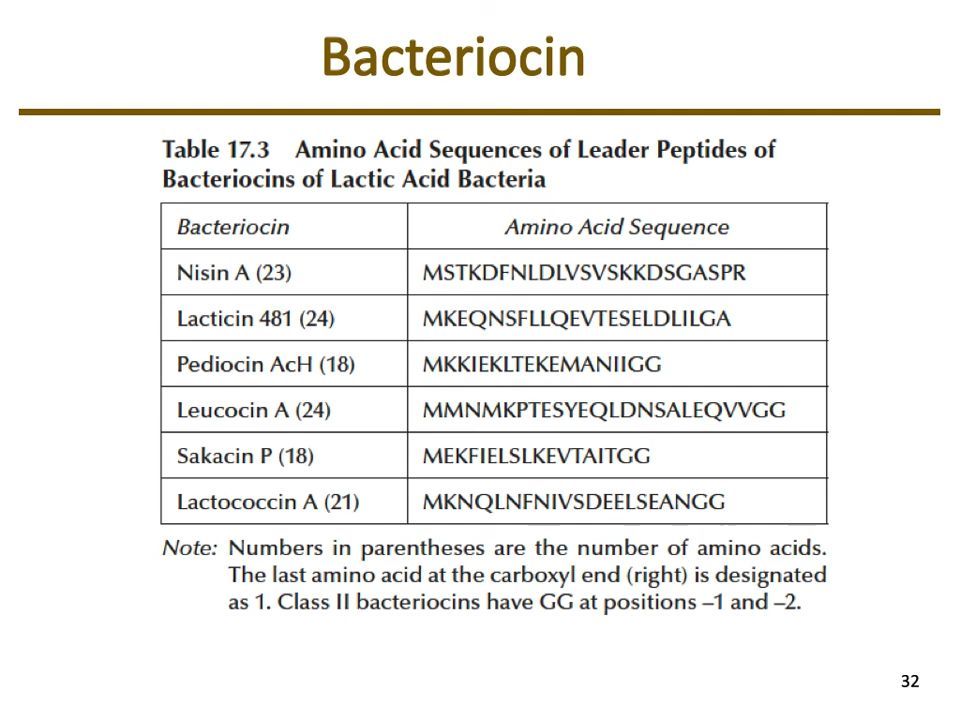 Bacteriocin
Table 17.3 Amino Acid Sequences of Leader Peptides of
Bacteriocins of Lactic Acid Bacteria
Bacteriocin Amino Acid Sequence
Nisin A (23) MSTKDFNLDLVSVSKKDSGASPR
Lacticin 481 (24) MKEQNSFLLQEVTESELDLILGA
Pediocin AcH (18) MKKIEKLTEKEMANIIGG
Leucocin A (24) MMNMKPTESYEQLDNSALEQVVGG
Sakacin P (18) MEKFIELSLKEVTAITGG
Lactococcin A (21) MKNQLNFNIVSDEELSEANGG
Note: Numbers in parentheses are the number of amino acids.
The last amino acid at the carboxyl end (right) is designated
as 1. Class II bacteriocins have GG at positions –1 and –2.
32